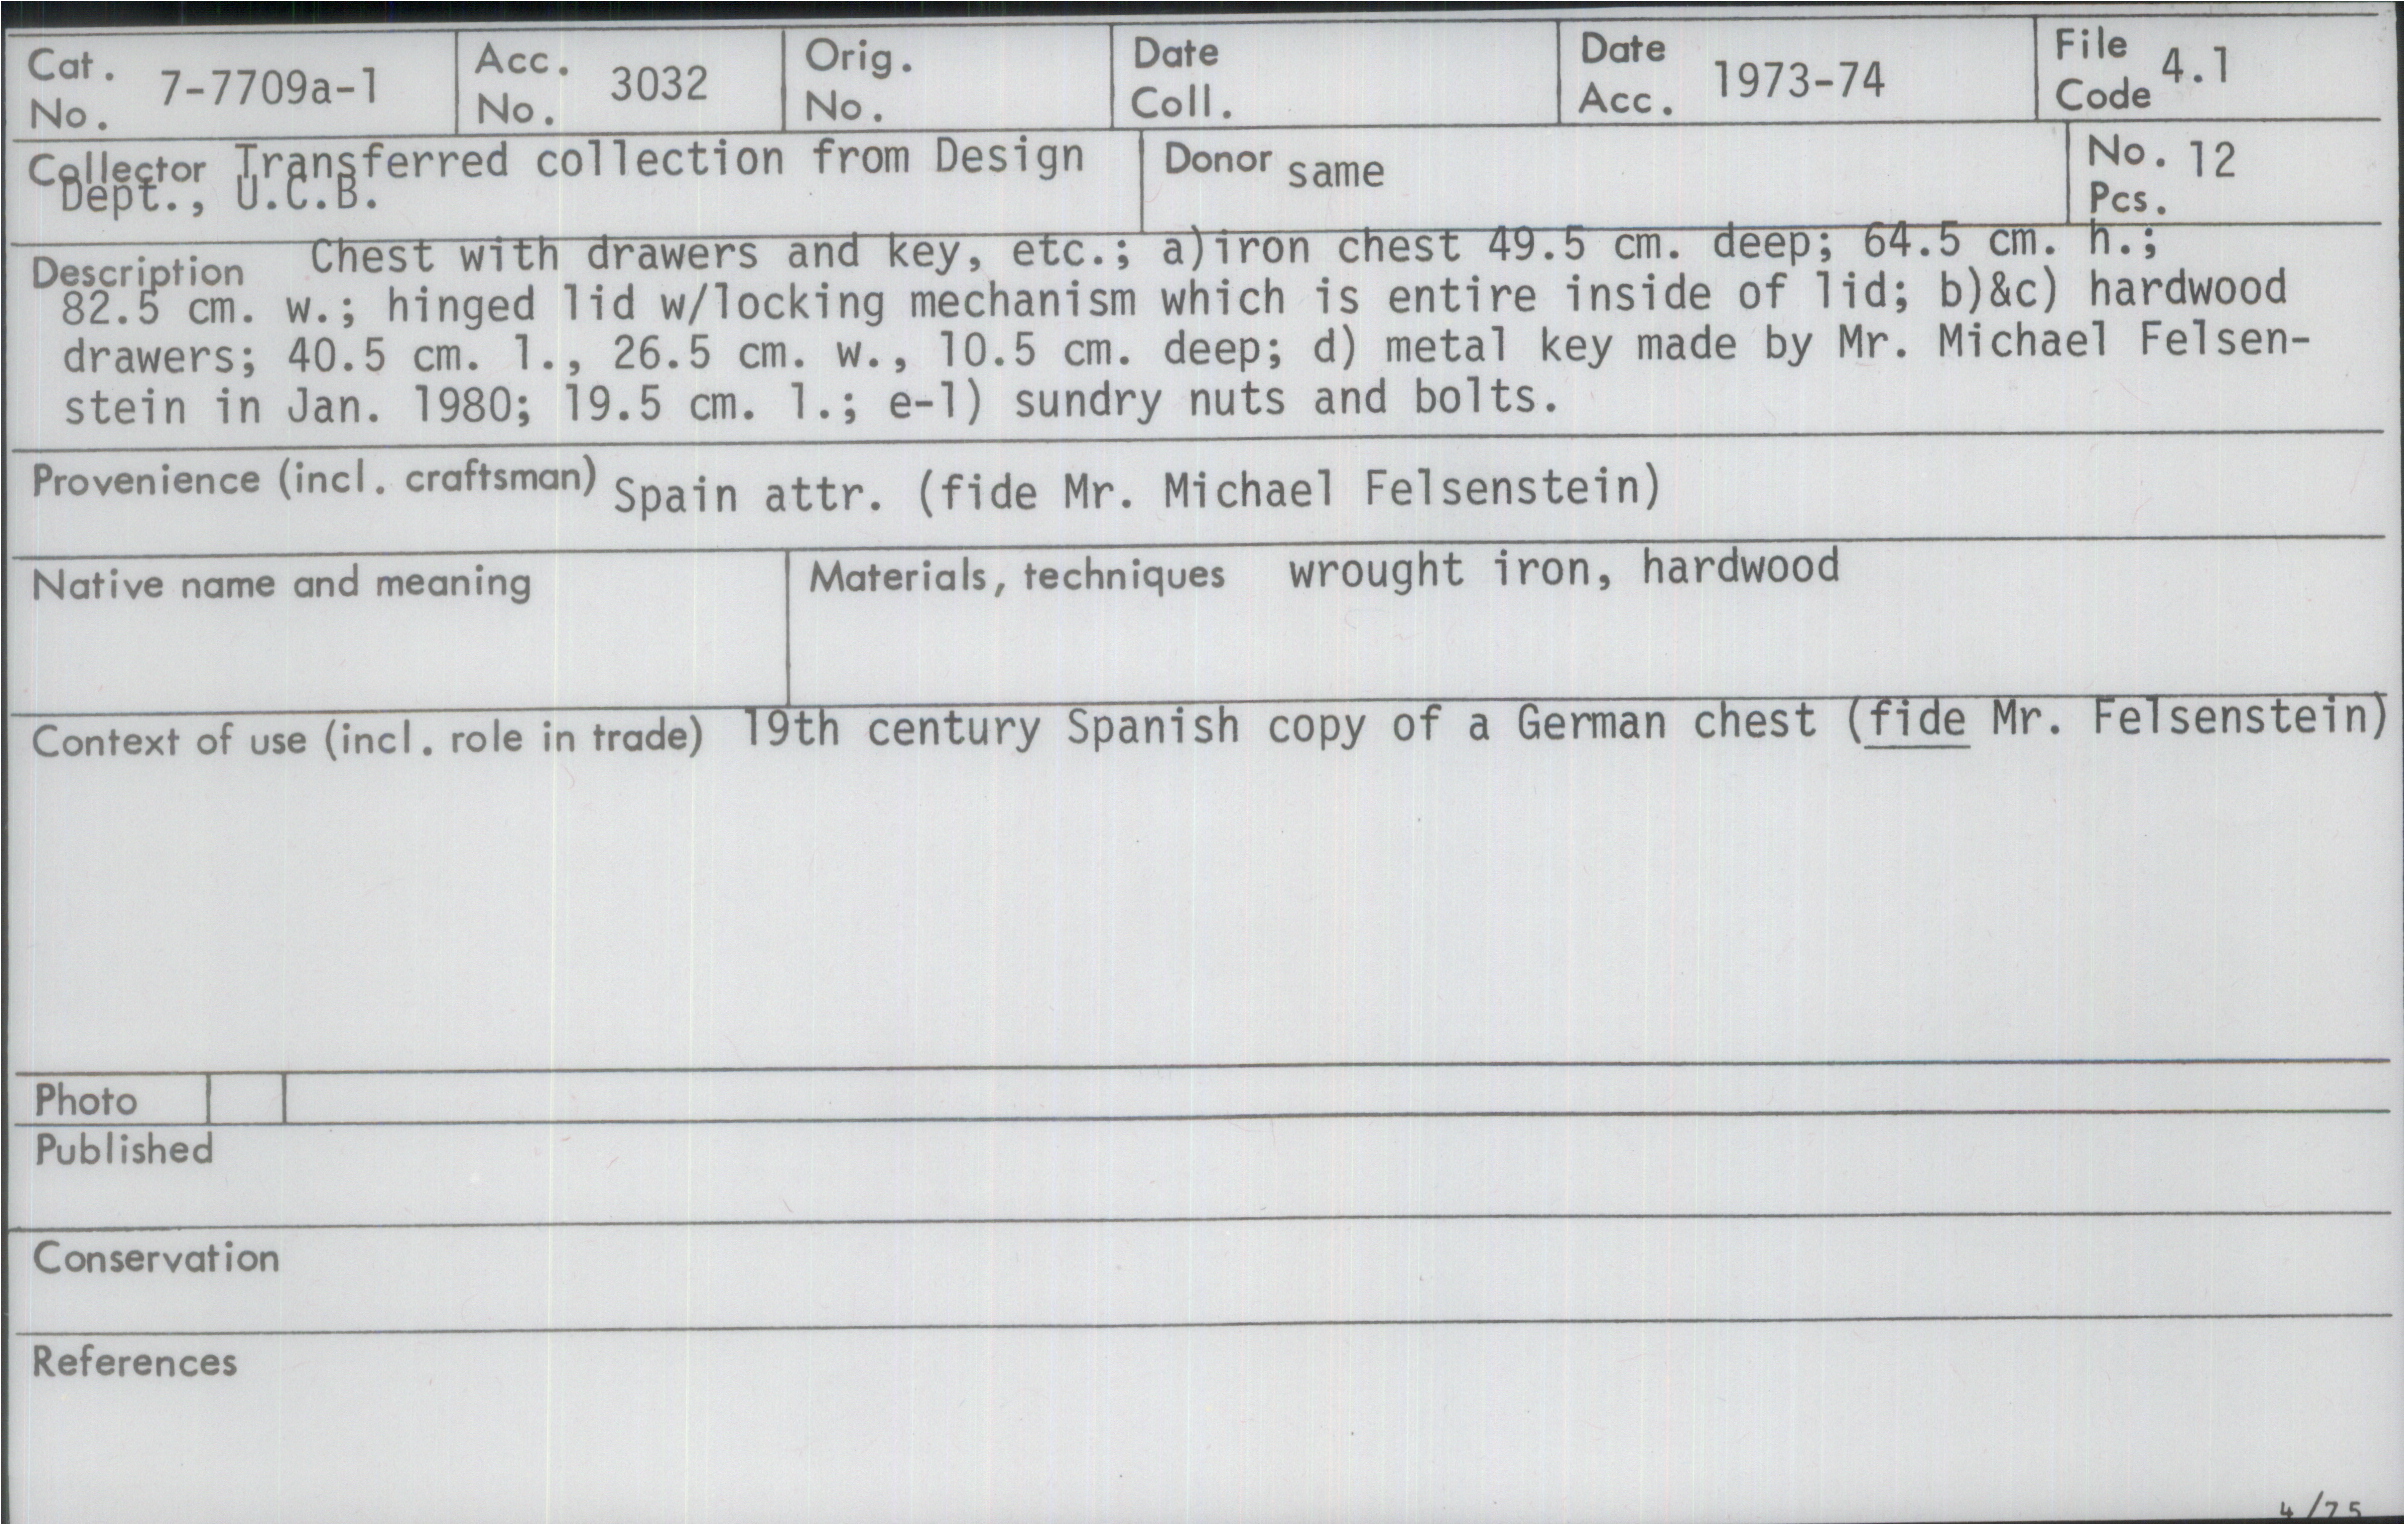 Cat. No. 7-7709a-l
Acc. No. 3032
Orig. No.
Date Coll.
Date Acc. 1973-74
File Code 4.1
Collector Transferred collection from Design
Dept., U.C.B.
Donor same
No. Pcs. 12
Description Chest with drawers and key, etc.; a)iron chest 49.5 cm. deep; 64.5 cm. h.;
82.5 cm. w.; hinged lid w/locking mechanism which is entire inside of lid; b)&c) hardwood
drawers; 40.5 cm. l., 26.5 cm. w., 10.5 cm. deep; d) metal key made by Mr. Michael Felsen-
stein in Jan. 1980; 19.5 cm. l.; e-l) sundry nuts and bolts.
Provenience (incl. craftsman) Spain attr. (fide Mr. Michael Felsenstein)
Native name and meaning
Materials, techniques wrought iron, hardwood
Context of use (incl. role in trade) 19th century Spanish copy of a German chest (fide Mr. Felsenstein)
Photo
Published
Conservation
References
4/75